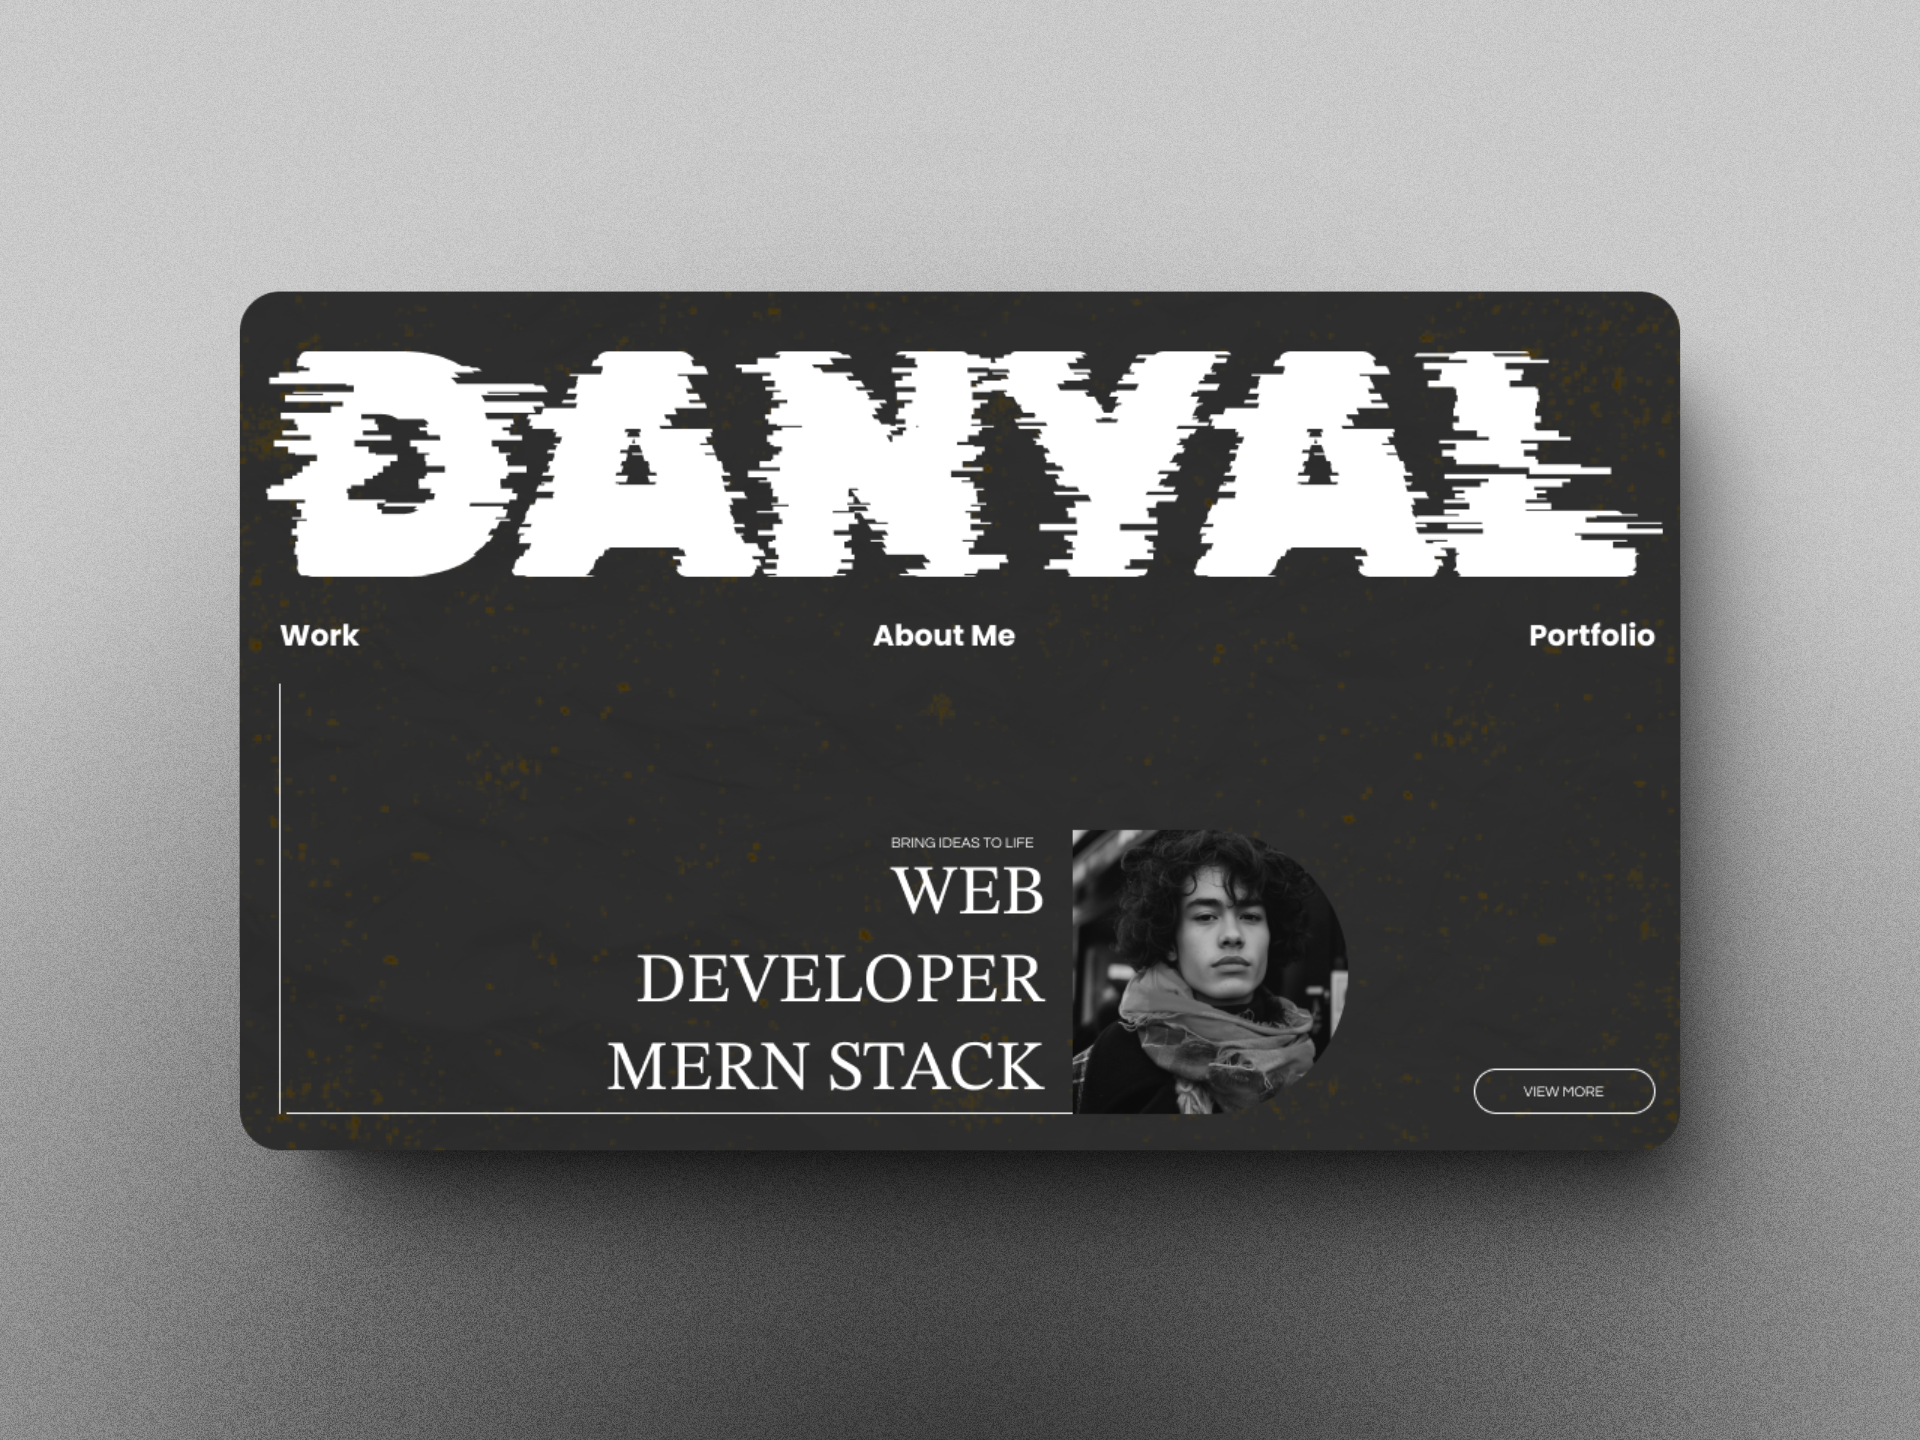 DANYAL
Work
About Me
Portfolio
BRING IDEAS TO LIFE
WEB
DEVELOPER
MERN STACK
VIEW MORE